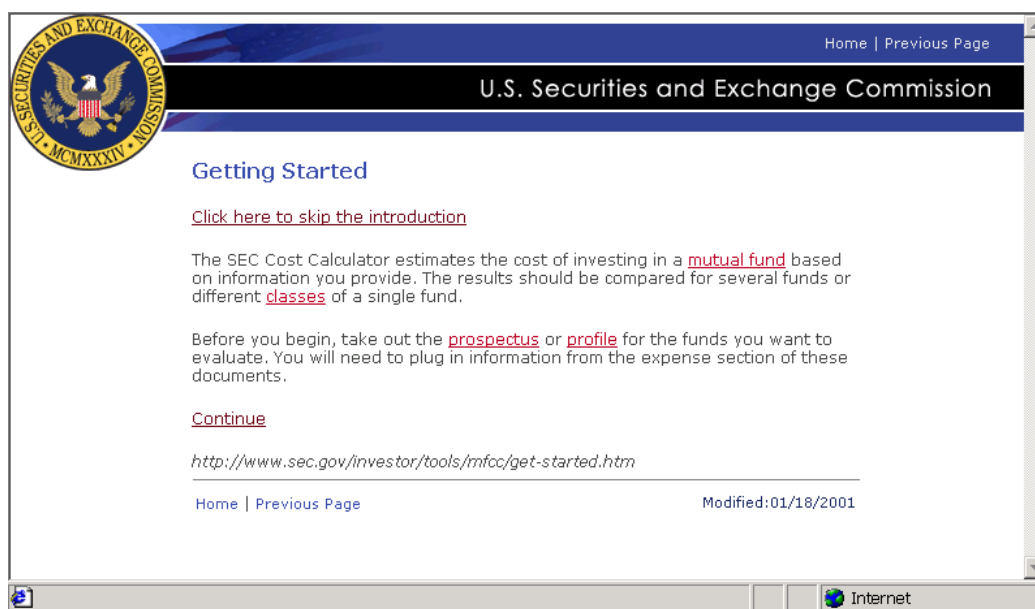 U.S. SECURITIES AND EXCHANGE COMMISSION
MCMXXXIV
Home | Previous Page
U.S. Securities and Exchange Commission
Getting Started
Click here to skip the introduction
The SEC Cost Calculator estimates the cost of investing in a mutual fund based
on information you provide. The results should be compared for several funds or
different classes of a single fund.
Before you begin, take out the prospectus or profile for the funds you want to
evaluate. You will need to plug in information from the expense section of these
documents.
Continue
http://www.sec.gov/investor/tools/mfcc/get-started.htm
Home | Previous Page
Modified:01/18/2001
Internet